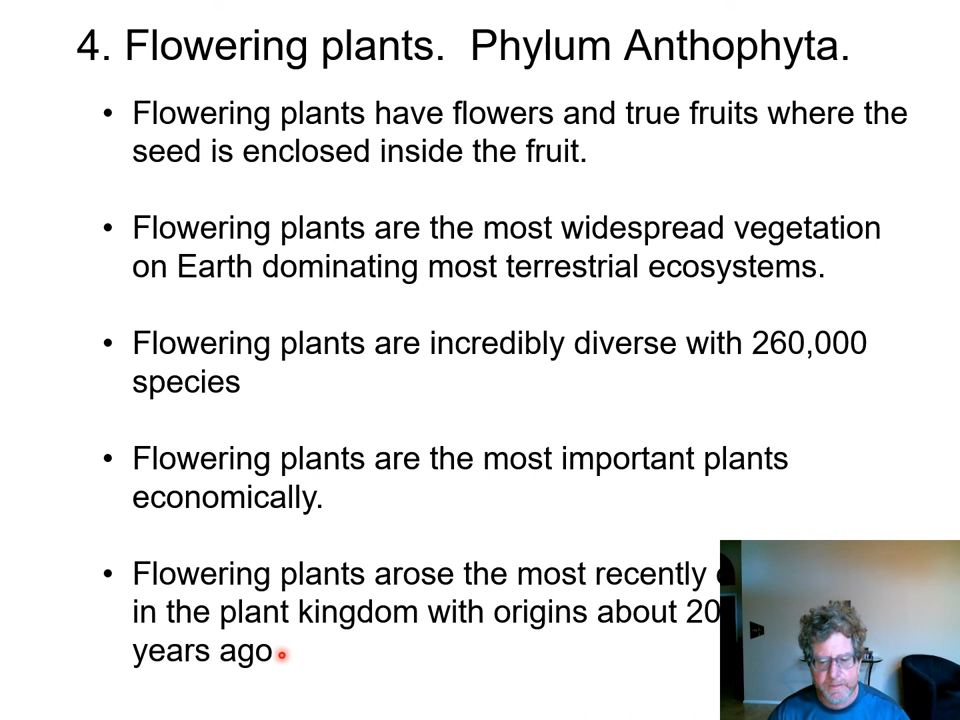 4. Flowering plants.  Phylum Anthophyta.
• Flowering plants have flowers and true fruits where the
seed is enclosed inside the fruit.
• Flowering plants are the most widespread vegetation
on Earth dominating most terrestrial ecosystems.
• Flowering plants are incredibly diverse with 260,000
species
• Flowering plants are the most important plants
economically.
• Flowering plants arose the most recently
in the plant kingdom with origins about 20
years ago